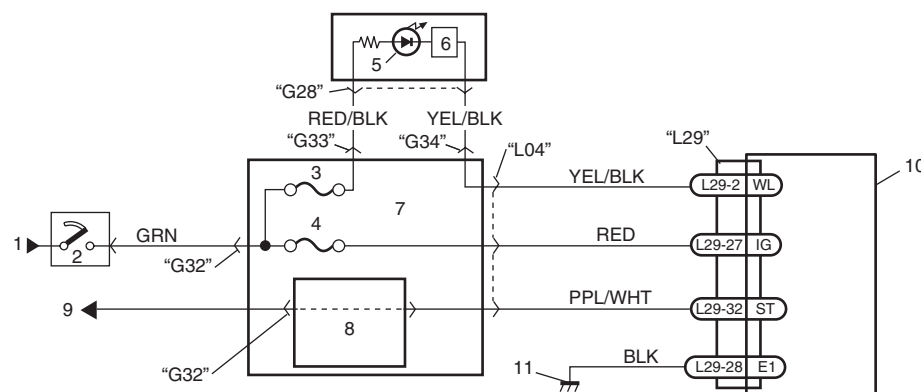 6
5
“G28”
RED/BLK YEL/BLK
“G33” “G34” “L04” “L29”
3 YEL/BLK L29-2 WL 10
4 7
1 2 GRN RED L29-27 IG
“G32”
9 8 PPL/WHT L29-32 ST
“G32” 11 BLK L29-28 E1